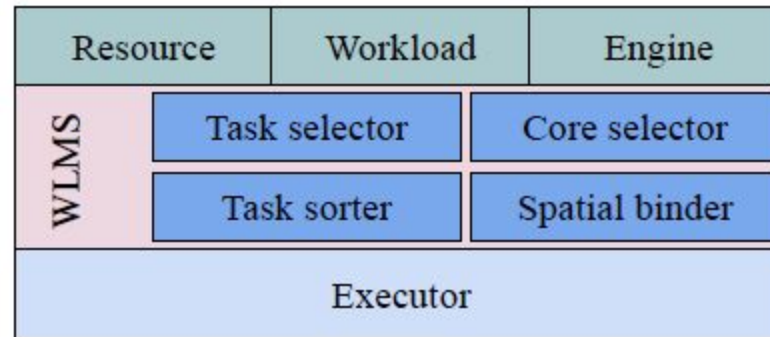 Resource Workload Engine
WLMS
Task selector Core selector
Task sorter Spatial binder
Executor